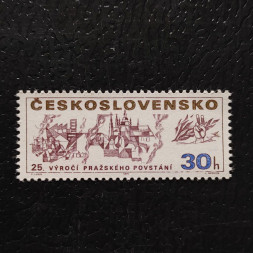 ČESKOSLOVENSKO
25. VÝROČÍ PRAŽSKÉHO POVSTÁNÍ
30h